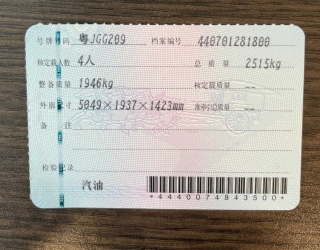 号牌号码 粤JGG209 档案编号 440701281800
核定载人数 4人 总质量 2515kg
整备质量 1946kg 核定载质量 --
外廓尺寸 5049×1937×1423mm 准牵引总质量 --
备注
检验记录
汽油
*4440074843500*